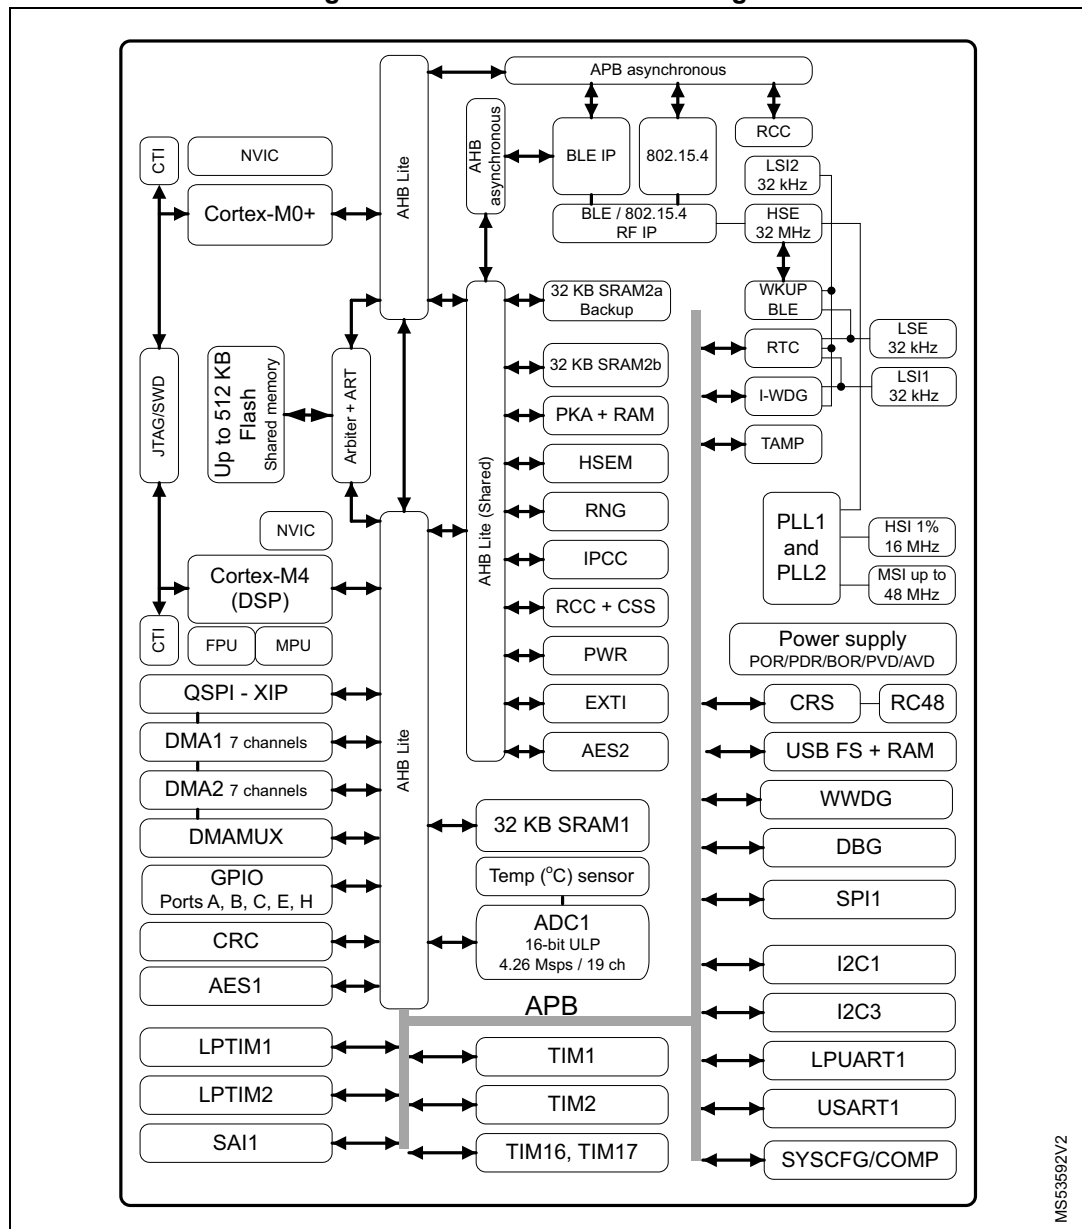 APB asynchronous
AHB Lite
AHB
asynchronous
BLE IP
802.15.4
RCC
CTI
NVIC
Cortex-M0+
LSI2
32 kHz
BLE / 802.15.4
RF IP
HSE
32 MHz
32 KB SRAM2a
Backup
WKUP
BLE
LSE
32 kHz
RTC
LSI1
32 kHz
I-WDG
TAMP
JTAG/SWD
Up to 512 KB
Flash
Shared memory
Arbiter + ART
AHB Lite (Shared)
32 KB SRAM2b
PKA + RAM
HSEM
RNG
IPCC
RCC + CSS
PWR
EXTI
AES2
PLL1
and
PLL2
HSI 1%
16 MHz
MSI up to
48 MHz
NVIC
Cortex-M4
(DSP)
CTI
FPU
MPU
Power supply
POR/PDR/BOR/PVD/AVD
QSPI - XIP
DMA1 7 channels
DMA2 7 channels
DMAMUX
GPIO
Ports A, B, C, E, H
CRC
AES1
AHB Lite
32 KB SRAM1
Temp (oC) sensor
ADC1
16-bit ULP
4.26 Msps / 19 ch
CRS
RC48
USB FS + RAM
WWDG
DBG
SPI1
I2C1
I2C3
LPUART1
USART1
SYSCFG/COMP
APB
LPTIM1
LPTIM2
SAI1
TIM1
TIM2
TIM16, TIM17
MS53592V2